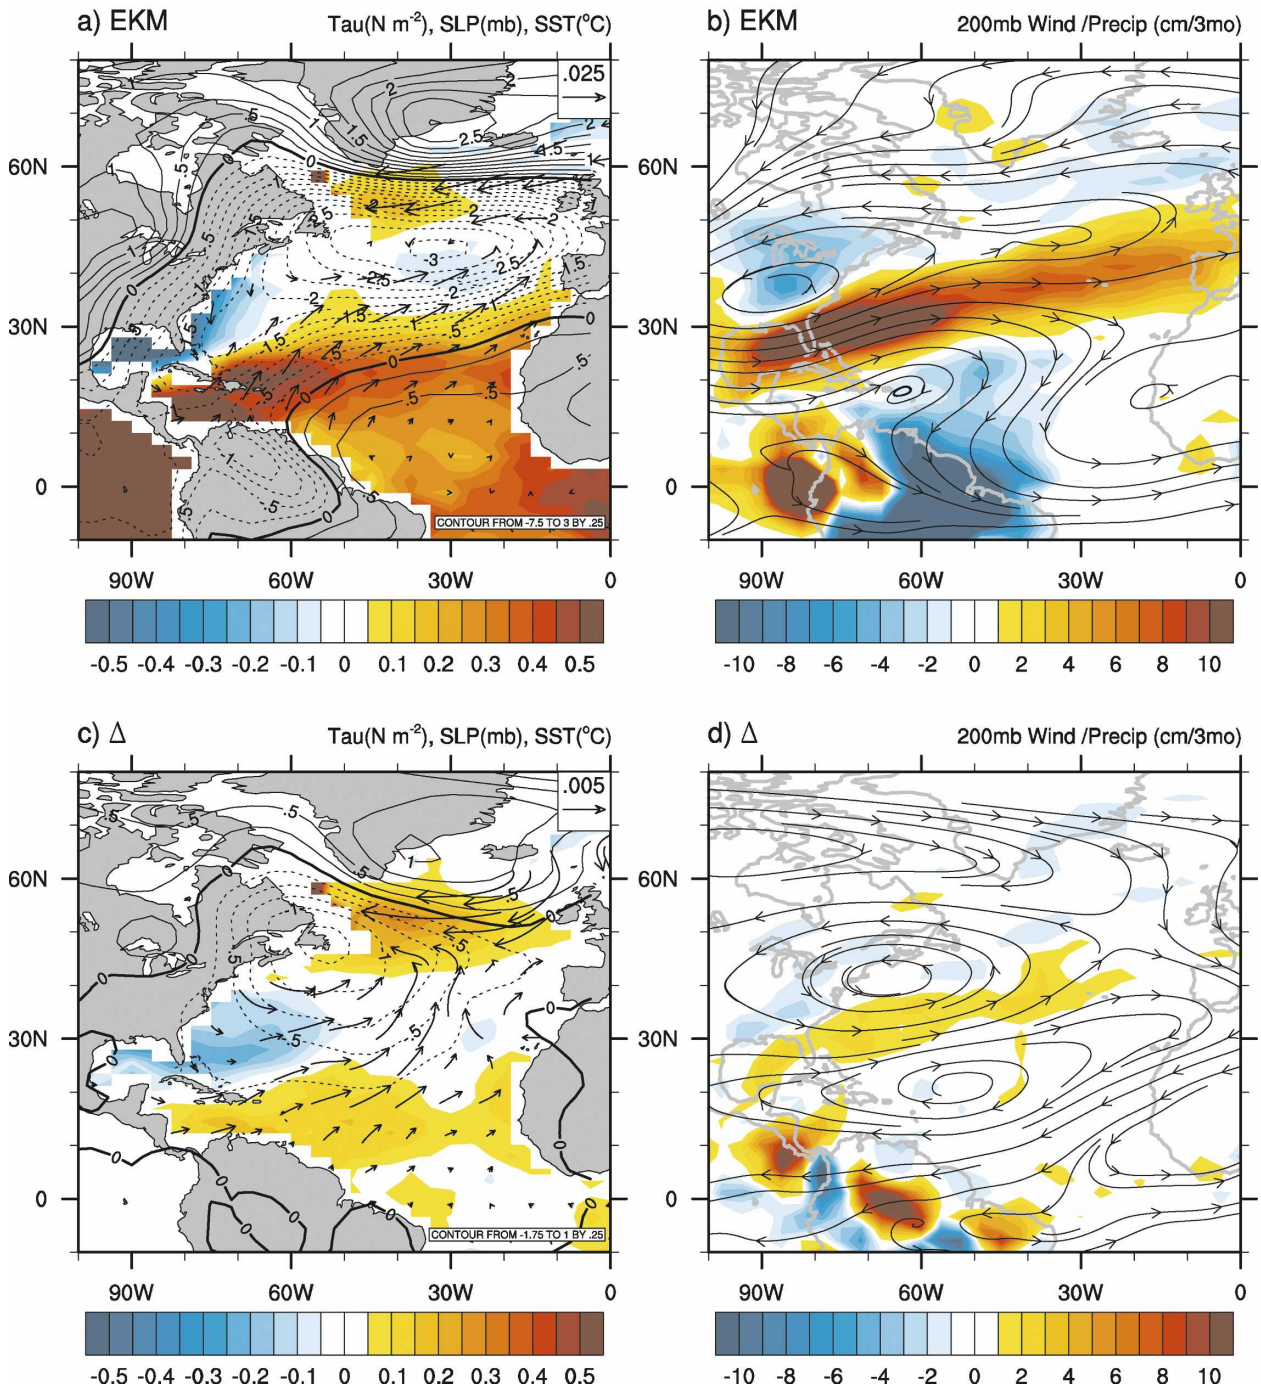 a) EKM
Tau(N m-2), SLP(mb), SST(°C)
.025
60N
30N
0
CONTOUR FROM -7.5 TO 3 BY .25
90W 60W 30W 0
-0.5 -0.4 -0.3 -0.2 -0.1 0 0.1 0.2 0.3 0.4 0.5
b) EKM
200mb Wind /Precip (cm/3mo)
60N
30N
0
90W 60W 30W 0
-10 -8 -6 -4 -2 0 2 4 6 8 10
c) Δ
Tau(N m-2), SLP(mb), SST(°C)
.005
60N
30N
0
CONTOUR FROM -1.75 TO 1 BY .25
90W 60W 30W 0
-0.5 -0.4 -0.3 -0.2 -0.1 0 0.1 0.2 0.3 0.4 0.5
d) Δ
200mb Wind /Precip (cm/3mo)
60N
30N
0
90W 60W 30W 0
-10 -8 -6 -4 -2 0 2 4 6 8 10